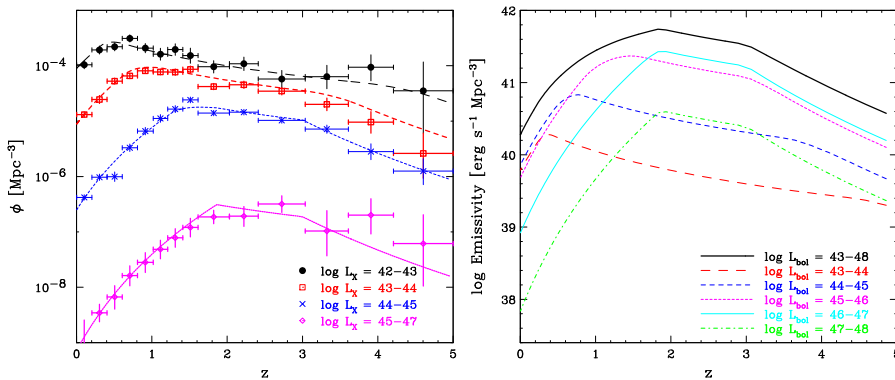 φ [Mpc⁻³]
10⁻⁴
10⁻⁶
10⁻⁸
0 1 2 3 4 5
z
log L_X = 42−43
log L_X = 43−44
log L_X = 44−45
log L_X = 45−47
log Emissivity [erg s⁻¹ Mpc⁻³]
42
41
40
39
38
0 2 4
z
log L_bol = 43−48
log L_bol = 43−44
log L_bol = 44−45
log L_bol = 45−46
log L_bol = 46−47
log L_bol = 47−48